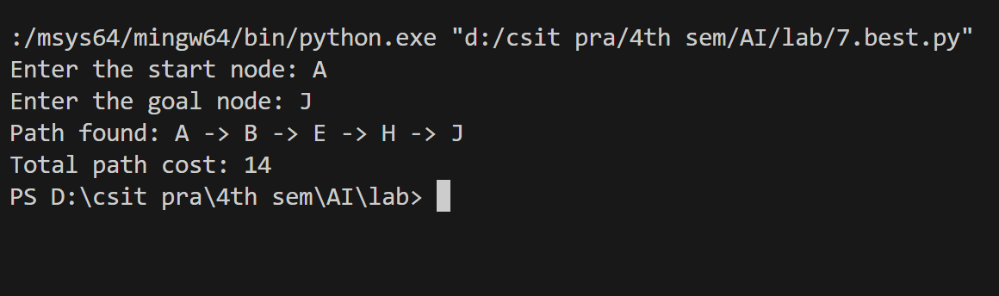 :/msys64/mingw64/bin/python.exe "d:/csit pra/4th sem/AI/lab/7.best.py"
Enter the start node: A
Enter the goal node: J
Path found: A -> B -> E -> H -> J
Total path cost: 14
PS D:\csit pra\4th sem\AI\lab>